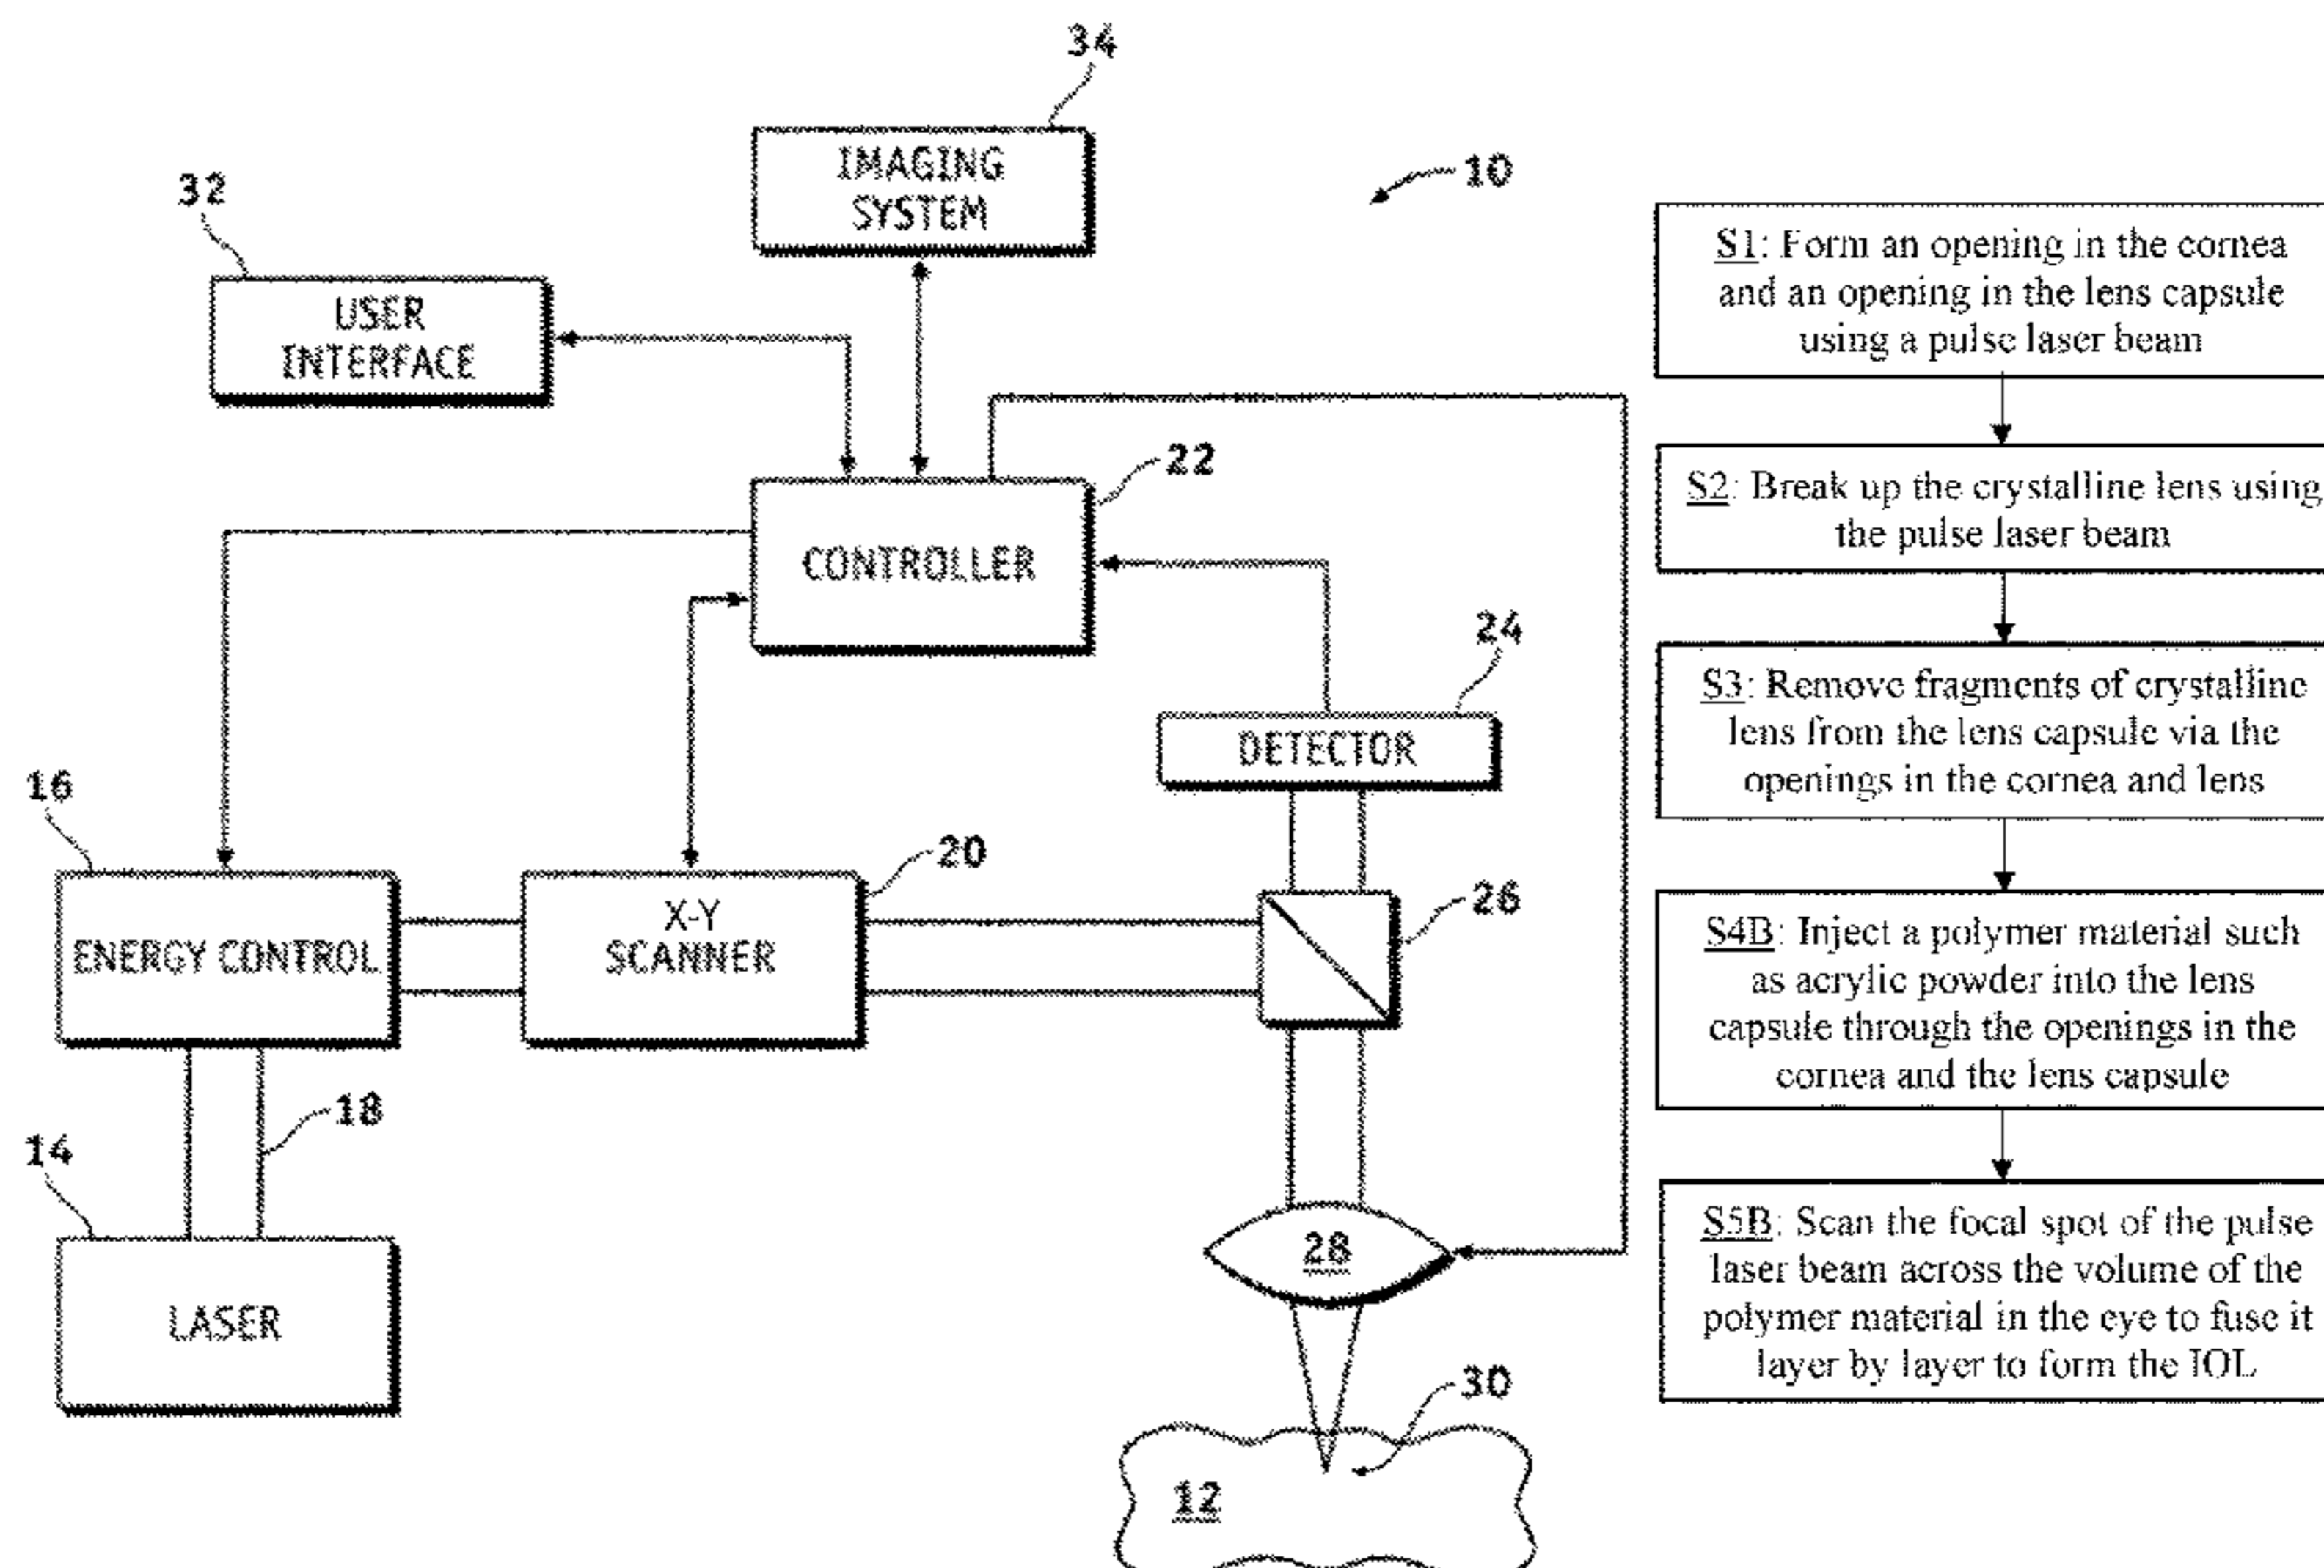 34
IMAGING
SYSTEM
10
32
USER
INTERFACE
22
CONTROLLER
24
DETECTOR
16
ENERGY CONTROL
20
X-Y
SCANNER
26
18
14
LASER
28
30
12
S1: Form an opening in the cornea
and an opening in the lens capsule
using a pulse laser beam
S2: Break up the crystalline lens using
the pulse laser beam
S3: Remove fragments of crystalline
lens from the lens capsule via the
openings in the cornea and lens
S4B: Inject a polymer material such
as acrylic powder into the lens
capsule through the openings in the
cornea and the lens capsule
S5B: Scan the focal spot of the pulse
laser beam across the volume of the
polymer material in the eye to fuse it
layer by layer to form the IOL